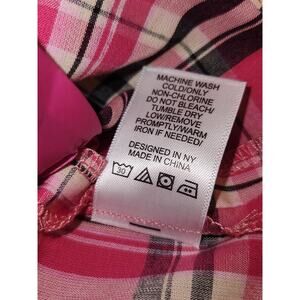 MACHINE WASH
COLD/ONLY
NON-CHLORINE
DO NOT BLEACH/
TUMBLE DRY
LOW/REMOVE
PROMPTLY/WARM
IRON IF NEEDED/
DESIGNED IN NY
MADE IN CHINA
30